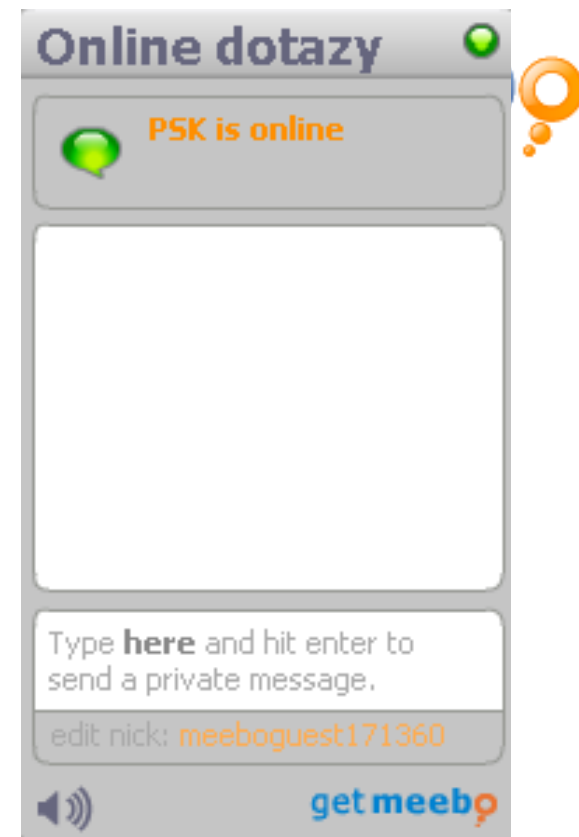 Online dotazy
PSK is online
Type here and hit enter to
send a private message.
edit nick: meeboguest171360
get meebo